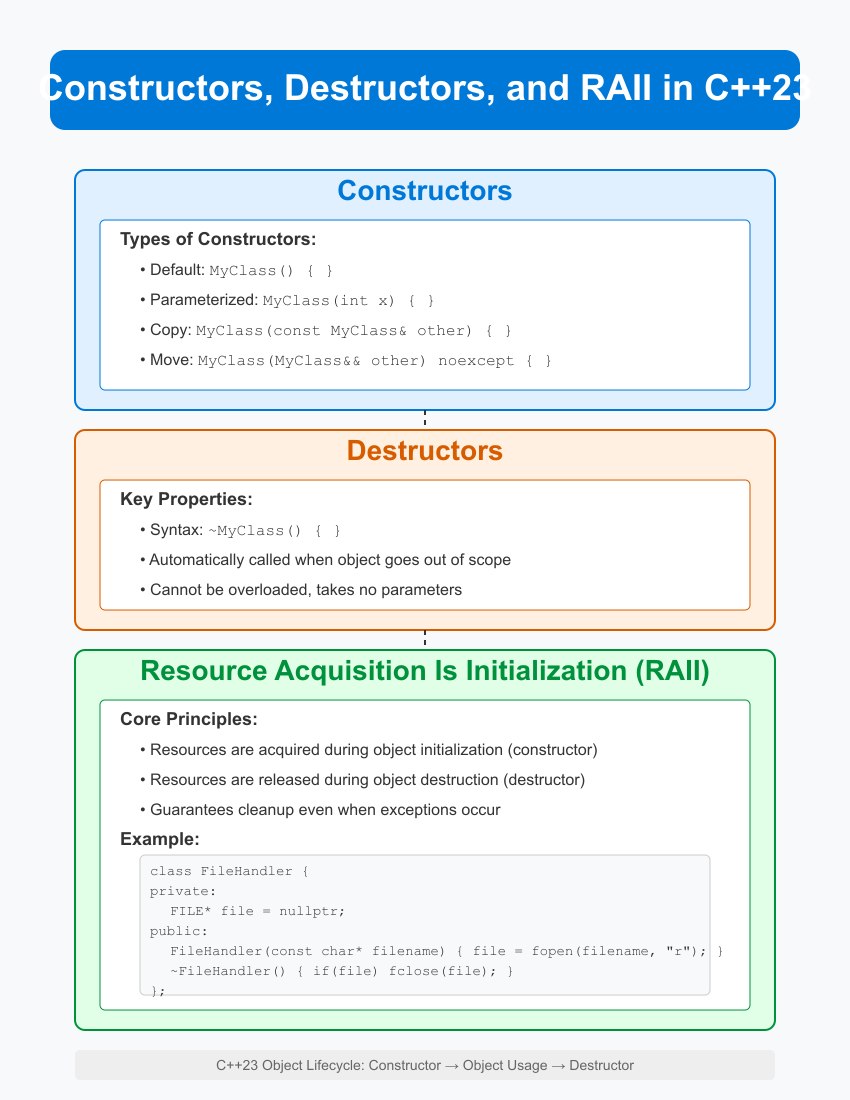 Constructors, Destructors, and RAII in C++23
Constructors
Types of Constructors:
• Default: MyClass() { }
• Parameterized: MyClass(int x) { }
• Copy: MyClass(const MyClass& other) { }
• Move: MyClass(MyClass&& other) noexcept { }
Destructors
Key Properties:
• Syntax: ~MyClass() { }
• Automatically called when object goes out of scope
• Cannot be overloaded, takes no parameters
Resource Acquisition Is Initialization (RAII)
Core Principles:
• Resources are acquired during object initialization (constructor)
• Resources are released during object destruction (destructor)
• Guarantees cleanup even when exceptions occur
Example:
class FileHandler {
private:
FILE* file = nullptr;
public:
FileHandler(const char* filename) { file = fopen(filename, "r"); }
~FileHandler() { if(file) fclose(file); }
};
C++23 Object Lifecycle: Constructor → Object Usage → Destructor